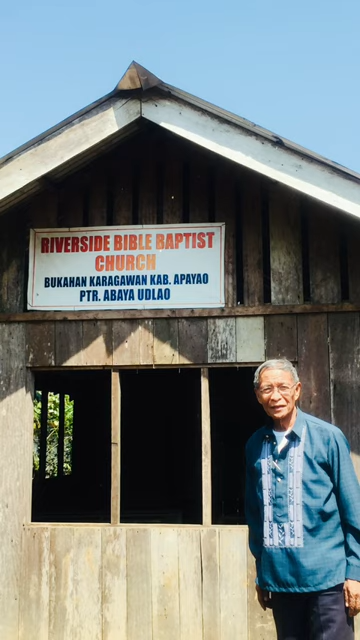 RIVERSIDE BIBLE BAPTIST
CHURCH
BUKAHAN KARAGAWAN KAB. APAYAO
PTR. ABAYA UDLAO